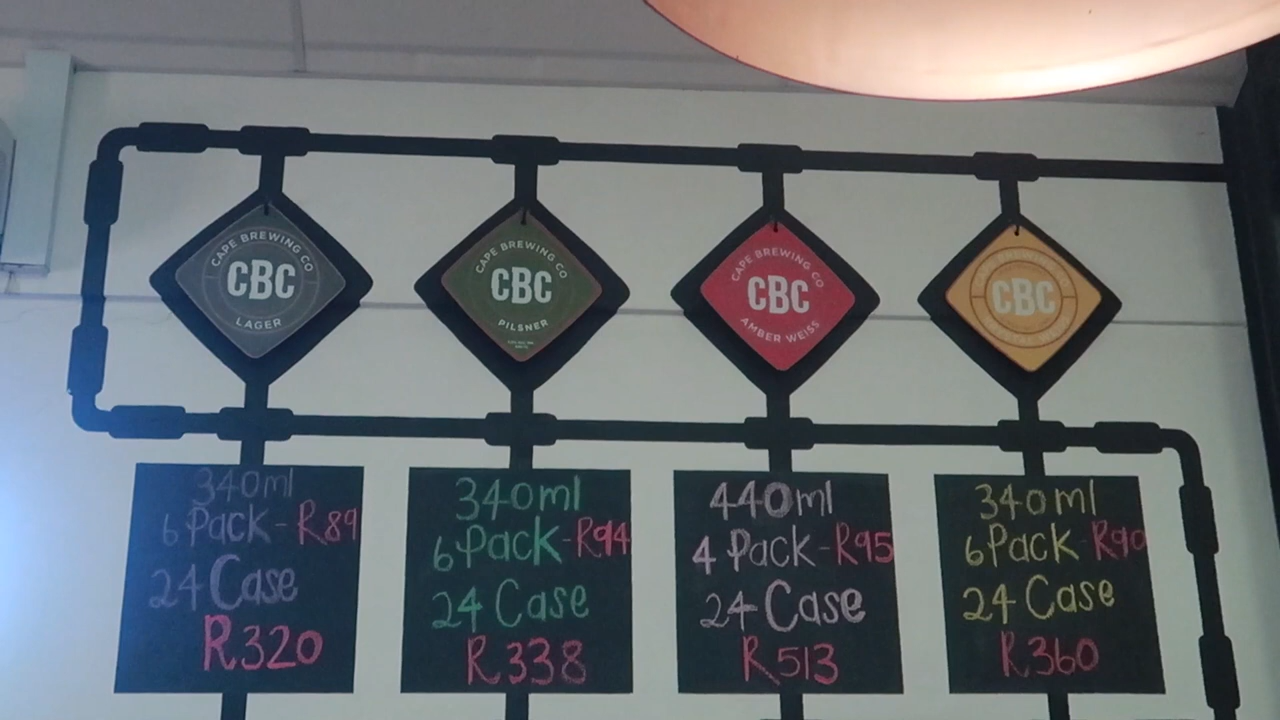 CAPE BREWING CO
CBC
LAGER
CAPE BREWING CO
CBC
PILSNER
CAPE BREWING CO
CBC
AMBER WEISS
CBC
340ml
6 Pack-R89
24 Case
R320
340ml
6 Pack-R94
24 Case
R338
440ml
4 Pack-R95
24 Case
R513
340ml
6 Pack-R90
24 Case
R360